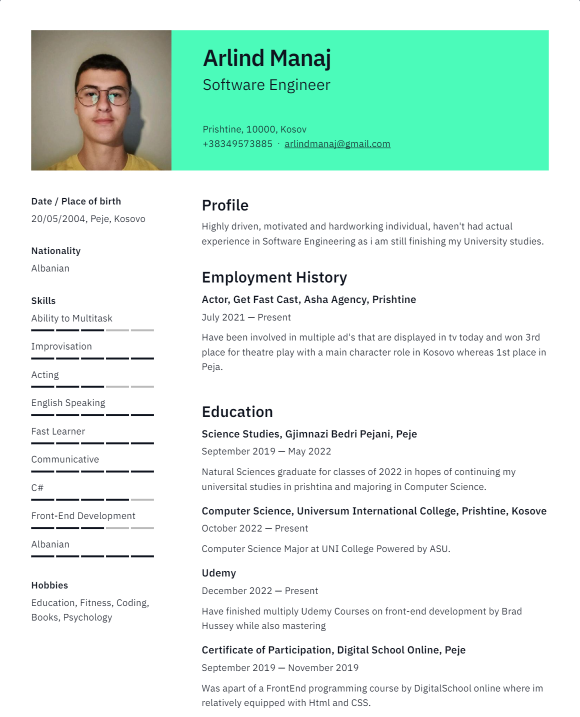 Arlind Manaj
Software Engineer
Prishtine, 10000, Kosov
+38349573885 · arlindmanaj@gmail.com
Date / Place of birth
20/05/2004, Peje, Kosovo
Nationality
Albanian
Skills
Ability to Multitask
Improvisation
Acting
English Speaking
Fast Learner
Communicative
C#
Front-End Development
Albanian
Hobbies
Education, Fitness, Coding,
Books, Psychology
Profile
Highly driven, motivated and hardworking individual, haven't had actual
experience in Software Engineering as i am still finishing my University studies.
Employment History
Actor, Get Fast Cast, Asha Agency, Prishtine
July 2021 — Present
Have been involved in multiple ad's that are displayed in tv today and won 3rd
place for theatre play with a main character role in Kosovo whereas 1st place in
Peja.
Education
Science Studies, Gjimnazi Bedri Pejani, Peje
September 2019 — May 2022
Natural Sciences graduate for classes of 2022 in hopes of continuing my
universital studies in prishtina and majoring in Computer Science.
Computer Science, Universum International College, Prishtine, Kosove
October 2022 — Present
Computer Science Major at UNI College Powered by ASU.
Udemy
December 2022 — Present
Have finished multiply Udemy Courses on front-end development by Brad
Hussey while also mastering
Certificate of Participation, Digital School Online, Peje
September 2019 — November 2019
Was apart of a FrontEnd programming course by DigitalSchool online where im
relatively equipped with Html and CSS.